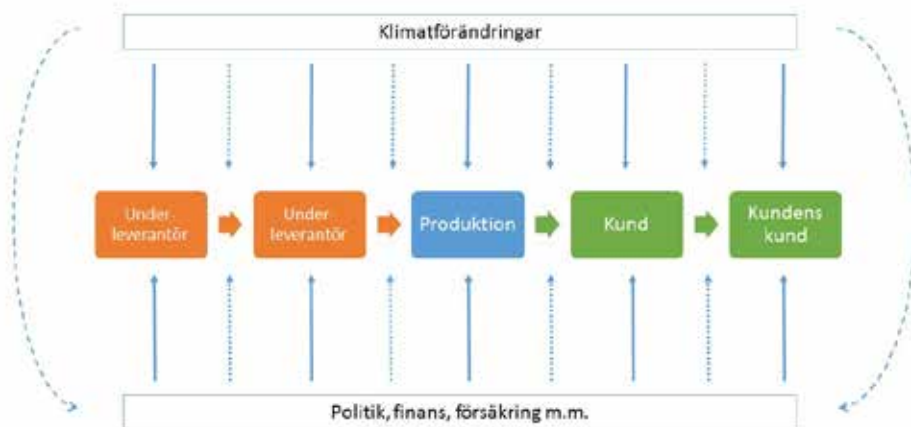 Klimatförändringar
Under-
leverantör
Under
leverantör
Produktion
Kund
Kundens
kund
Politik, finans, försäkring m.m.